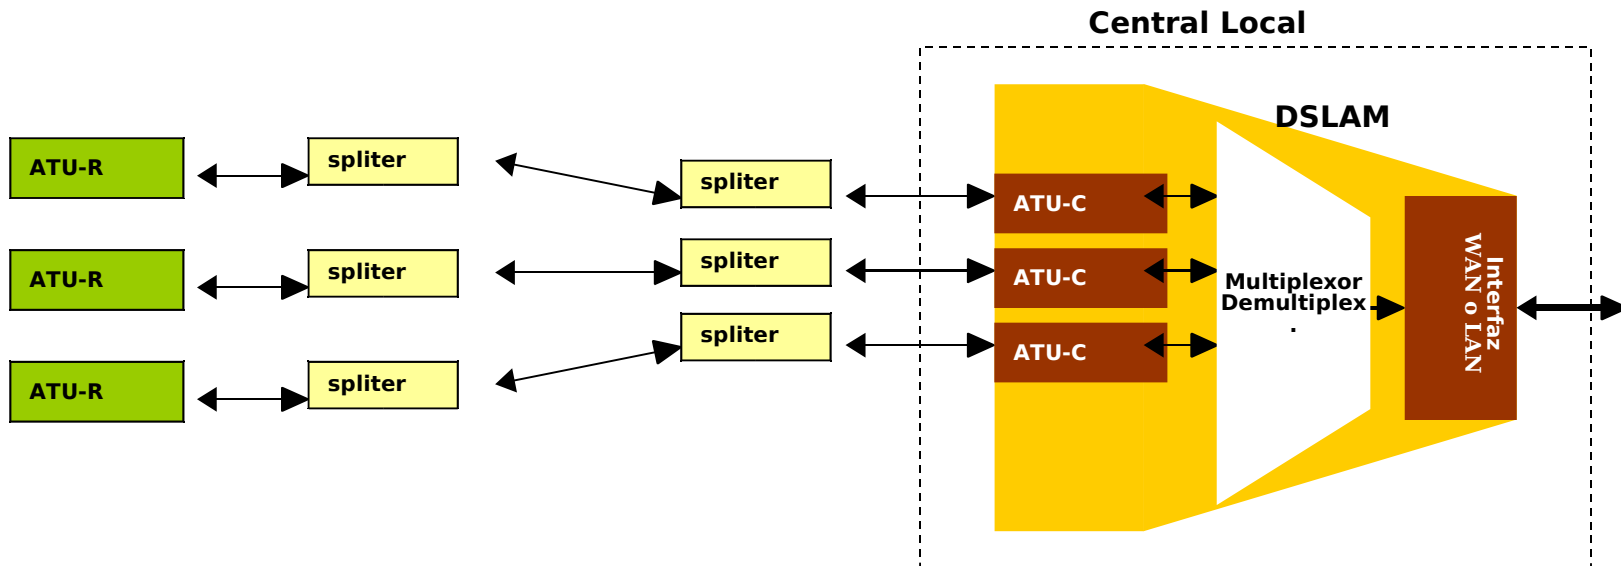 Central Local
DSLAM
ATU-R
spliter
spliter
ATU-C
ATU-R
spliter
spliter
ATU-C
Multiplexor
Demultiplex
.
Interfaz
WAN o LAN
ATU-R
spliter
spliter
ATU-C